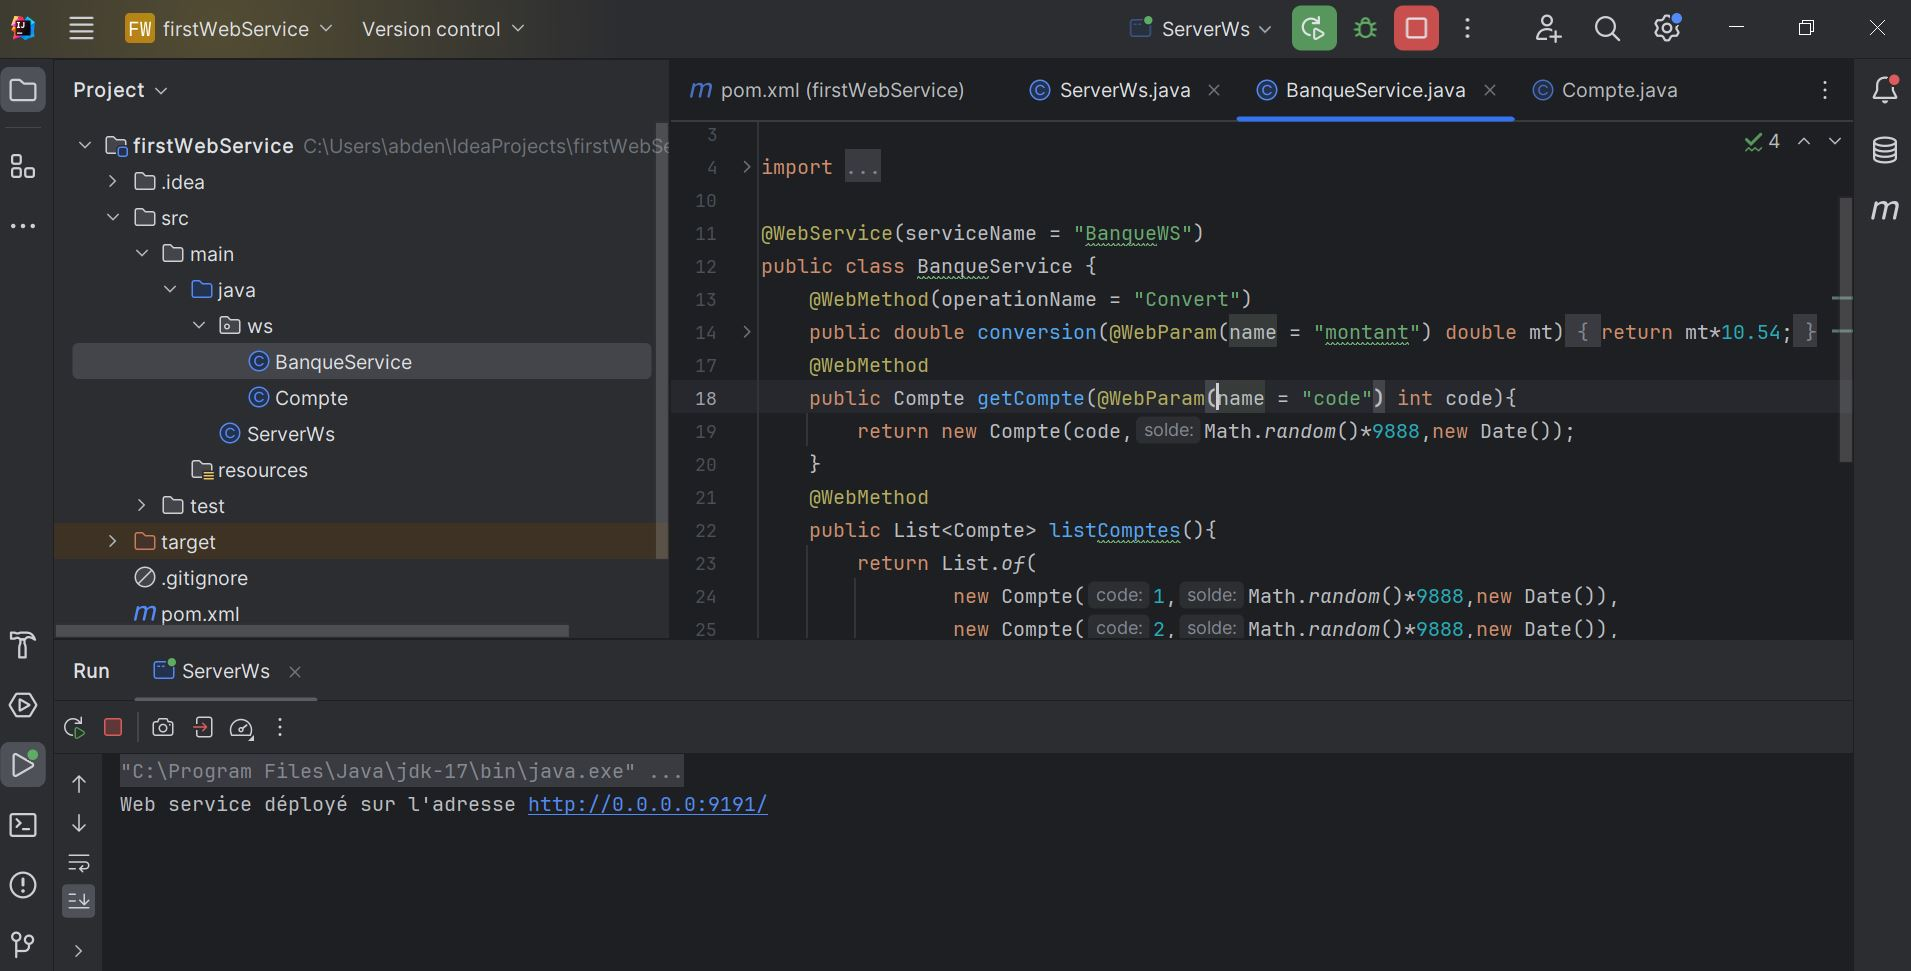 FW firstWebService Version control ServerWs
Project
pom.xml (firstWebService) ServerWs.java BanqueService.java Compte.java
firstWebService C:\Users\abden\IdeaProjects\firstWebSe
.idea
src
main
java
ws
BanqueService
Compte
ServerWs
resources
test
target
.gitignore
m pom.xml
4
3
4 import ...
10
11 @WebService(serviceName = "BanqueWS")
12 public class BanqueService {
13 @WebMethod(operationName = "Convert")
14 public double conversion(@WebParam(name = "montant") double mt) { return mt*10.54; }
17 @WebMethod
18 public Compte getCompte(@WebParam(name = "code") int code){
19 return new Compte(code, solde: Math.random()*9888,new Date());
20 }
21 @WebMethod
22 public List<Compte> listComptes(){
23 return List.of(
24 new Compte( code: 1, solde: Math.random()*9888,new Date()),
25 new Compte( code: 2, solde: Math.random()*9888,new Date()),
Run ServerWs
"C:\Program Files\Java\jdk-17\bin\java.exe" ...
Web service déployé sur l'adresse http://0.0.0.0:9191/